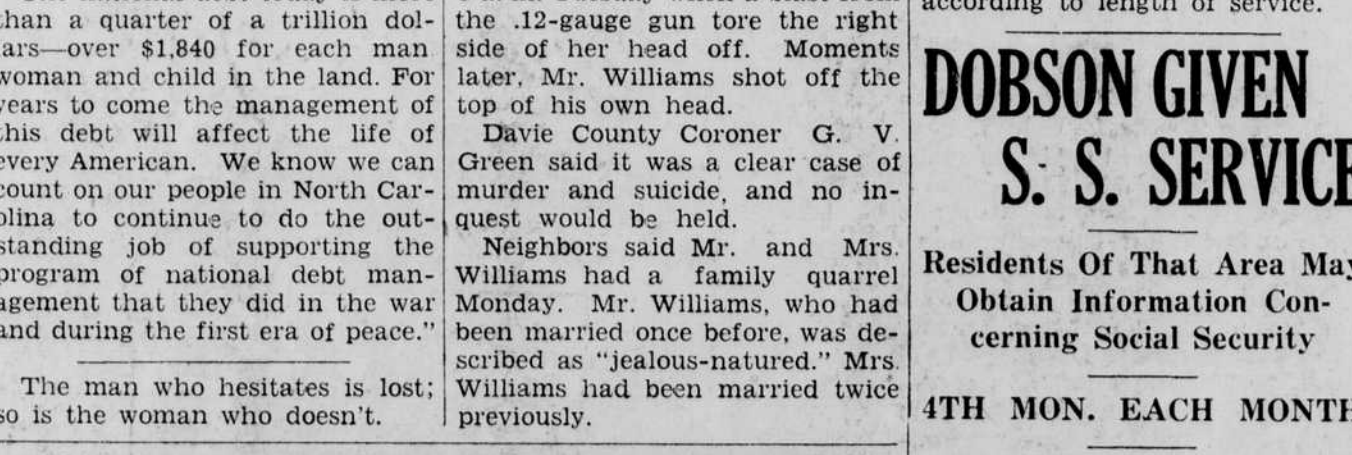 than a quarter of a trillion dol-
ars—over $1,840 for each man
woman and child in the land. For
years to come the management of
this debt will affect the life of
every American. We know we can
count on our people in North Car-
olina to continue to do the out-
standing job of supporting the
program of national debt man-
agement that they did in the war
and during the first era of peace."
The man who hesitates is lost;
so is the woman who doesn't.
the .12-gauge gun tore the right
side of her head off. Moments
later, Mr. Williams shot off the
top of his own head.
Davie County Coroner G. V.
Green said it was a clear case of
murder and suicide, and no in-
quest would be held.
Neighbors said Mr. and Mrs.
Williams had a family quarrel
Monday. Mr. Williams, who had
been married once before, was de-
scribed as "jealous-natured." Mrs.
Williams had been married twice
previously.
according to length of service.
DOBSON GIVEN
S. S. SERVICE
Residents Of That Area May
Obtain Information Con-
cerning Social Security
4TH MON. EACH MONTH